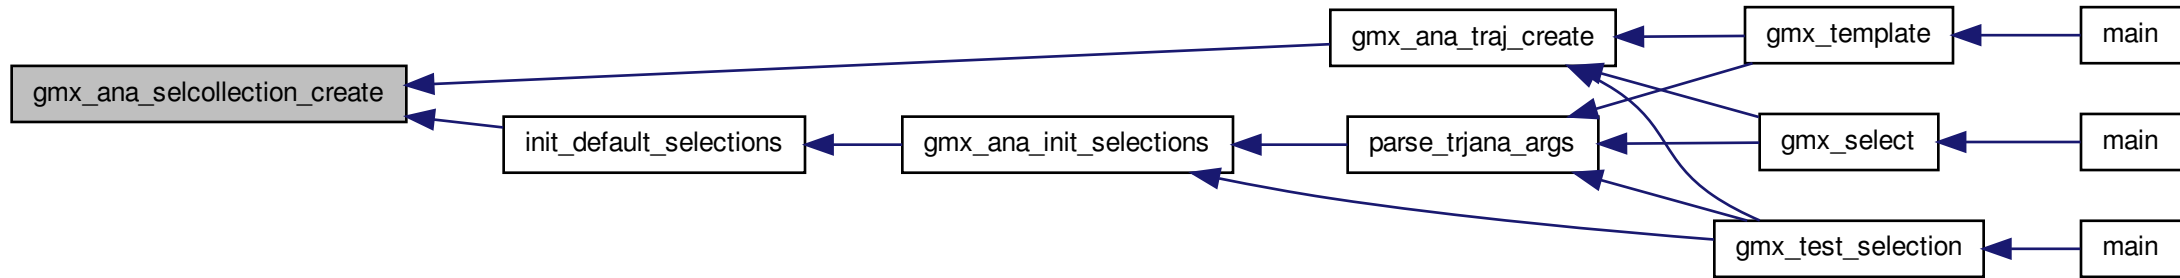 gmx_ana_selcollection_create
gmx_ana_traj_create
gmx_template
main
init_default_selections
gmx_ana_init_selections
parse_trjana_args
gmx_select
main
gmx_test_selection
main